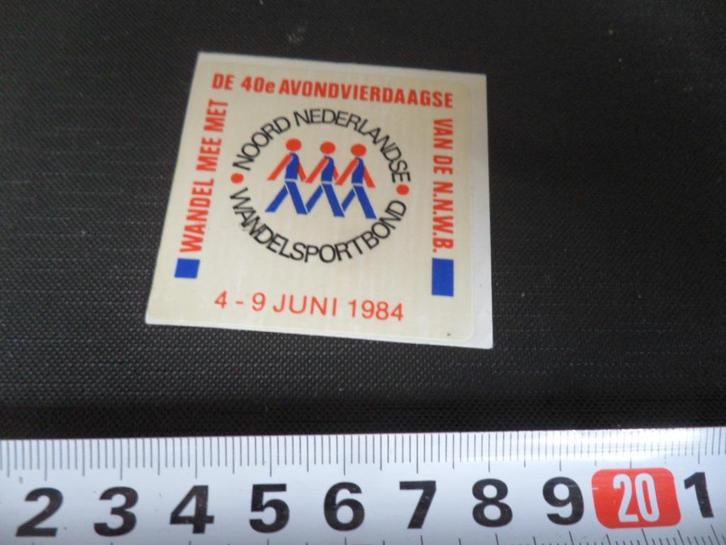 WANDEL MEE MET
DE 40e AVONDVIERDAAGSE
VAN DE N.N.W.B.
NOORD NEDERLANDSE
WANDELSPORTBOND
4 - 9 JUNI 1984
2 3 4 5 6 7 8 9 20 1